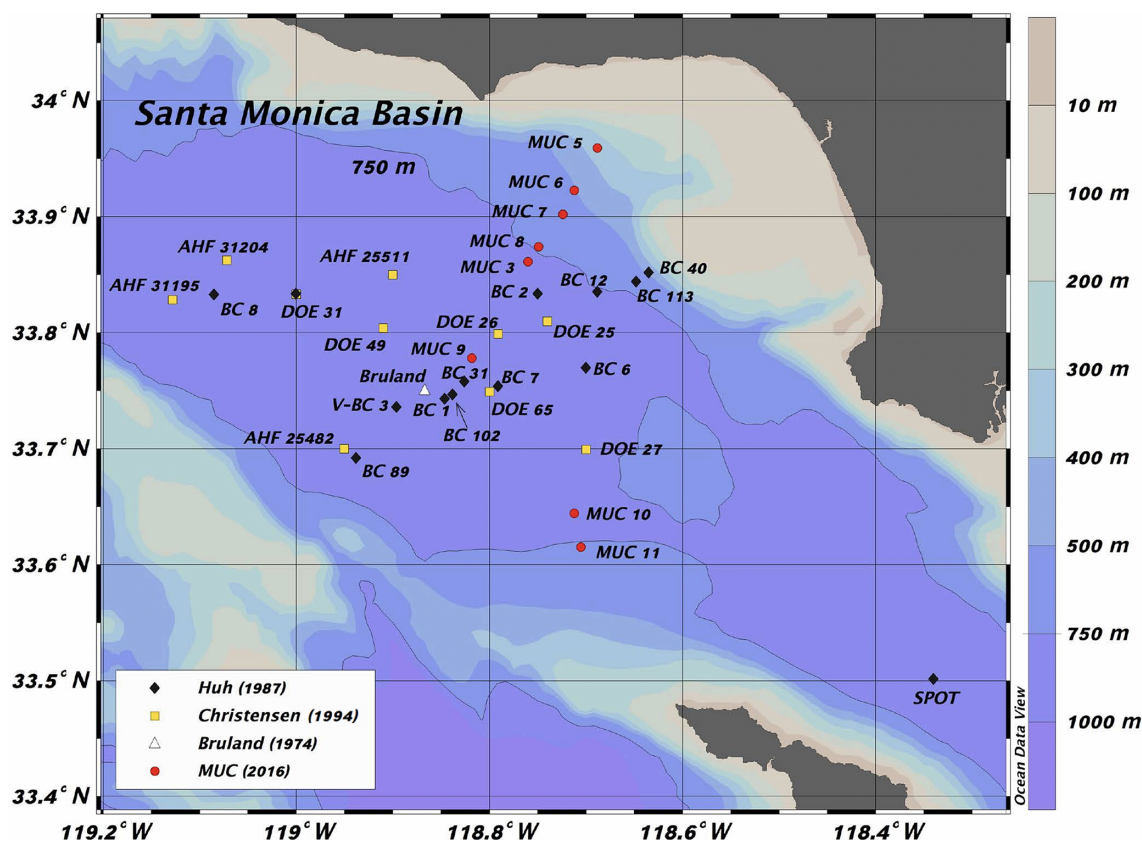 Santa Monica Basin
34°N
10 m
MUC 5
750 m
MUC 6
100 m
33.9°N
MUC 7
MUC 8
AHF 31204
AHF 25511
MUC 3
BC 40
BC 12
AHF 31195
BC 2
BC 113
200 m
BC 8
DOE 31
DOE 26
DOE 25
33.8°N
DOE 49
MUC 9
300 m
Bruland
BC 31
BC 7
BC 6
V-BC 3
BC 1
DOE 65
BC 102
AHF 25482
33.7°N
DOE 27
400 m
BC 89
MUC 10
500 m
MUC 11
33.6°N
750 m
33.5°N
SPOT
Huh (1987)
Christensen (1994)
Bruland (1974)
MUC (2016)
1000 m
Ocean Data View
33.4°N
119.2°W
119°W
118.8°W
118.6°W
118.4°W